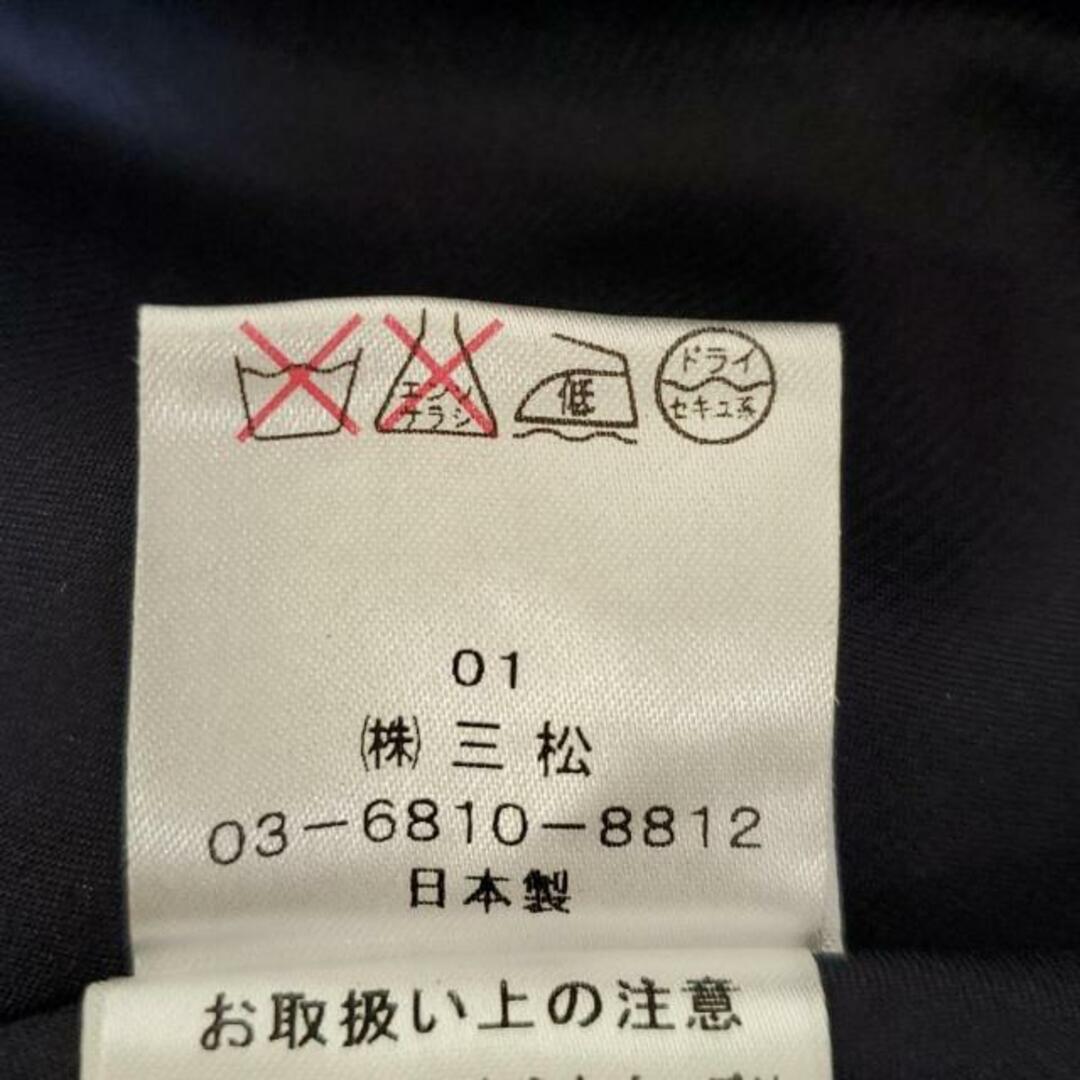 エンソ
サラシ
低
ドライ
セキユ系
01
㈱三松
03-6810-8812
日本製
お取扱い上の注意